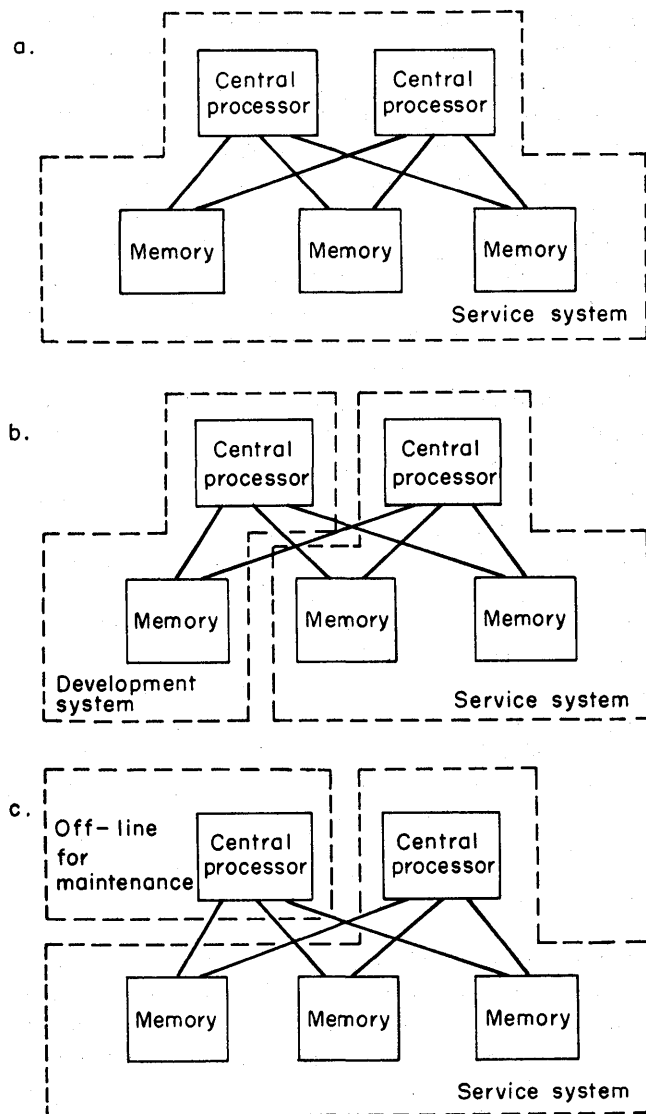 a.
Central
processor
Central
processor
Memory
Memory
Memory
Service system
b.
Central
processor
Central
processor
Memory
Memory
Memory
Development
system
Service system
c.
Off-line
for
maintenance
Central
processor
Central
processor
Memory
Memory
Memory
Service system